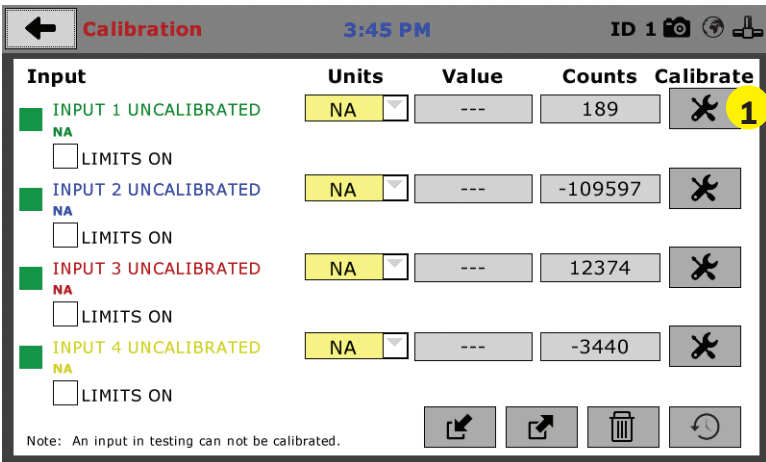 Calibration 3:45 PM ID 1
Input Units Value Counts Calibrate
INPUT 1 UNCALIBRATED NA --- 189 1
NA
LIMITS ON
INPUT 2 UNCALIBRATED NA --- -109597
NA
LIMITS ON
INPUT 3 UNCALIBRATED NA --- 12374
NA
LIMITS ON
INPUT 4 UNCALIBRATED NA --- -3440
NA
LIMITS ON
Note: An input in testing can not be calibrated.